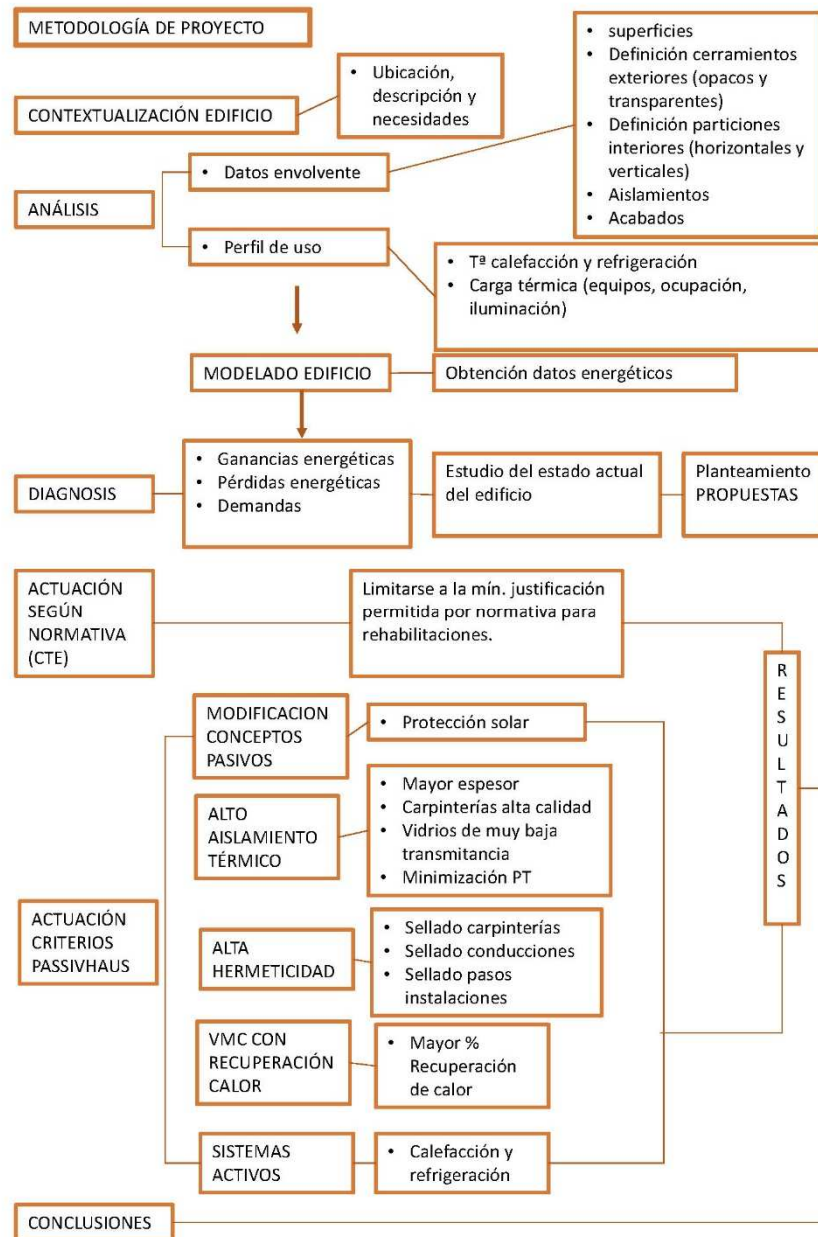 METODOLOGÍA DE PROYECTO
CONTEXTUALIZACIÓN EDIFICIO
• Ubicación,
descripción y
necesidades
ANÁLISIS
• Datos envolvente
• superficies
• Definición cerramientos
exteriores (opacos y
transparentes)
• Definición particiones
interiores (horizontales y
verticales)
• Aislamientos
• Acabados
• Perfil de uso
• Tª calefacción y refrigeración
• Carga térmica (equipos, ocupación,
iluminación)
MODELADO EDIFICIO
Obtención datos energéticos
DIAGNOSIS
• Ganancias energéticas
• Pérdidas energéticas
• Demandas
Estudio del estado actual
del edificio
Planteamiento
PROPUESTAS
ACTUACIÓN
SEGÚN
NORMATIVA
(CTE)
Limitarse a la mín. justificación
permitida por normativa para
rehabilitaciones.
RESULTADOS
ACTUACIÓN
CRITERIOS
PASSIVHAUS
MODIFICACION
CONCEPTOS
PASIVOS
• Protección solar
ALTO
AISLAMIENTO
TÉRMICO
• Mayor espesor
• Carpinterías alta calidad
• Vidrios de muy baja
transmitancia
• Minimización PT
ALTA
HERMETICIDAD
• Sellado carpinterías
• Sellado conducciones
• Sellado pasos
instalaciones
VMC CON
RECUPERACIÓN
CALOR
• Mayor %
Recuperación
de calor
SISTEMAS
ACTIVOS
• Calefacción y
refrigeración
CONCLUSIONES